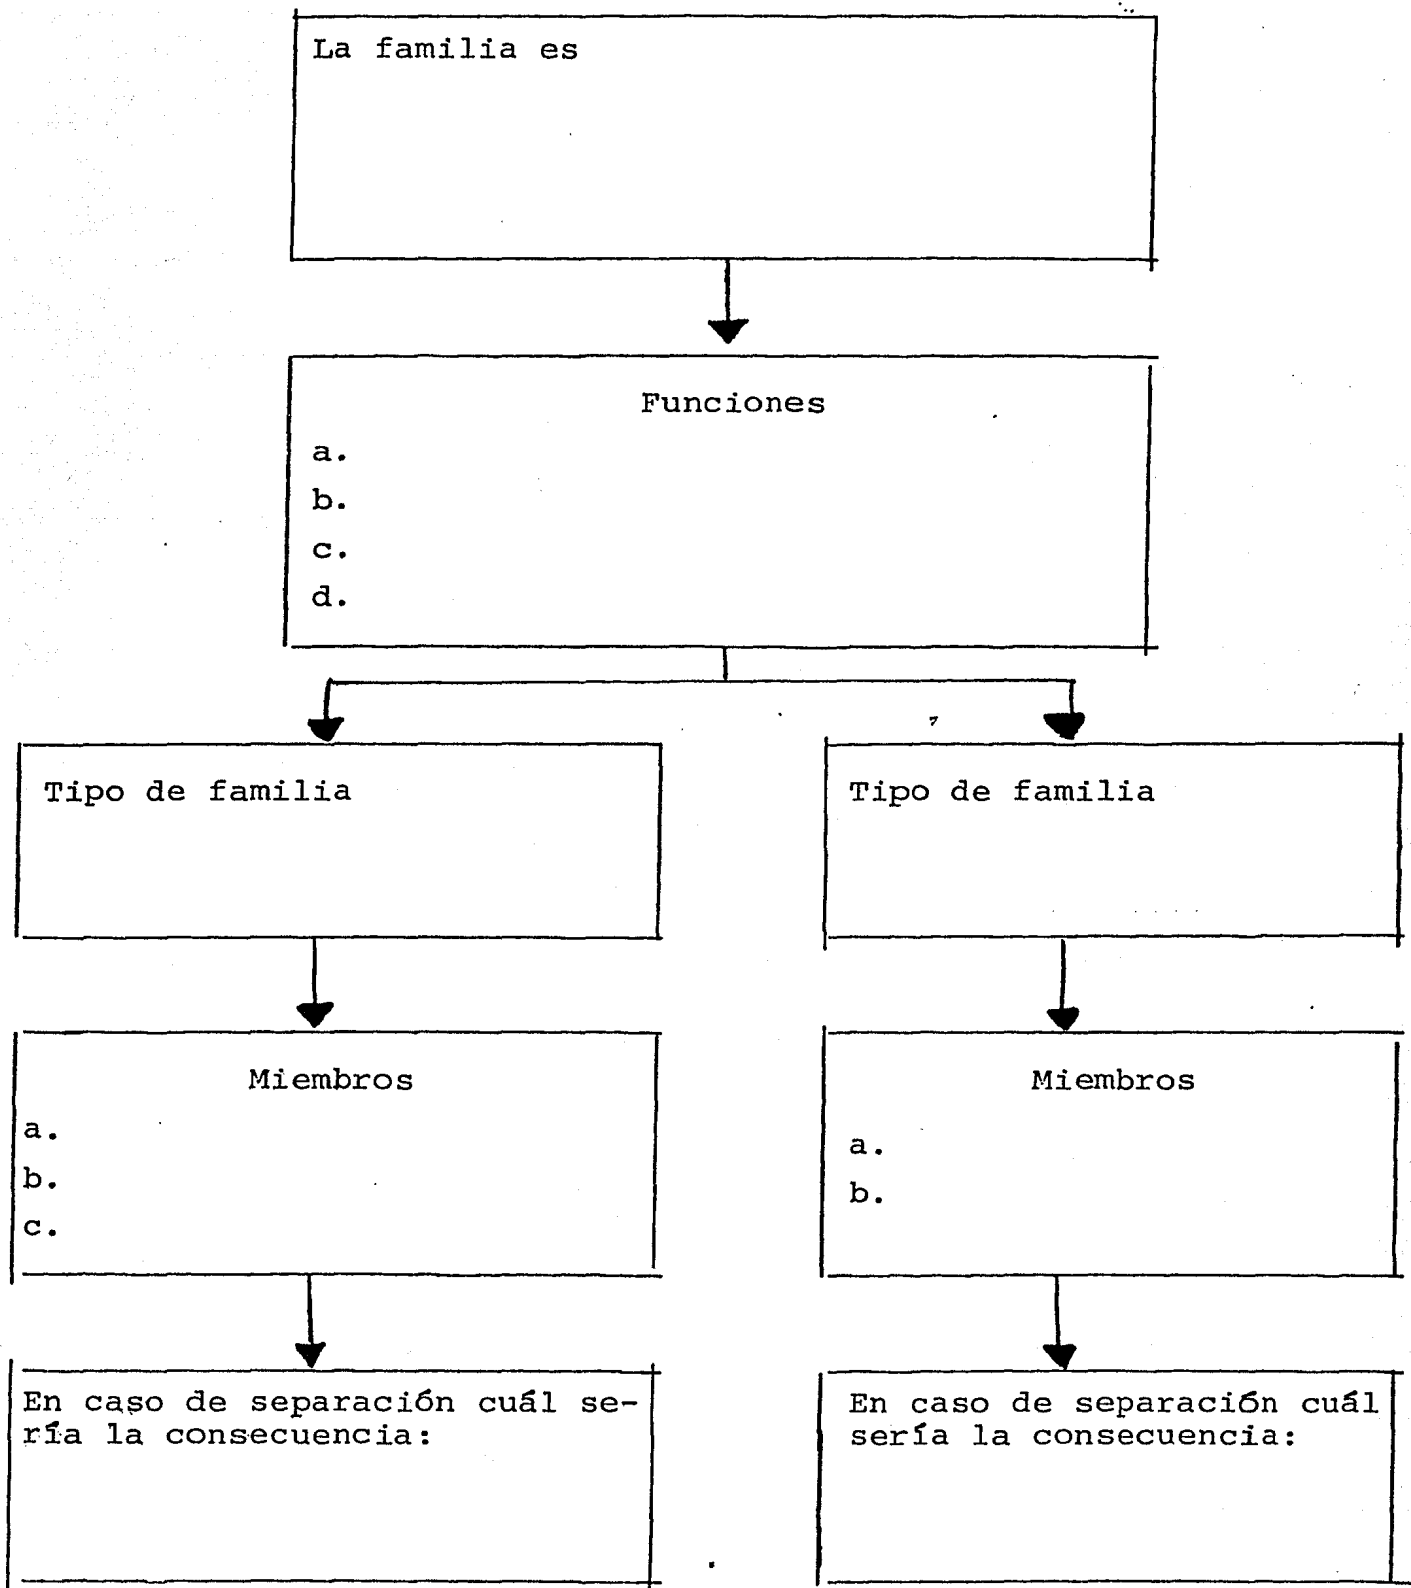 La familia es
Funciones
a.
b.
c.
d.
Tipo de familia
Tipo de familia
Miembros
a.
b.
c.
Miembros
a.
b.
En caso de separación cuál se-
ría la consecuencia:
En caso de separación cuál
sería la consecuencia: